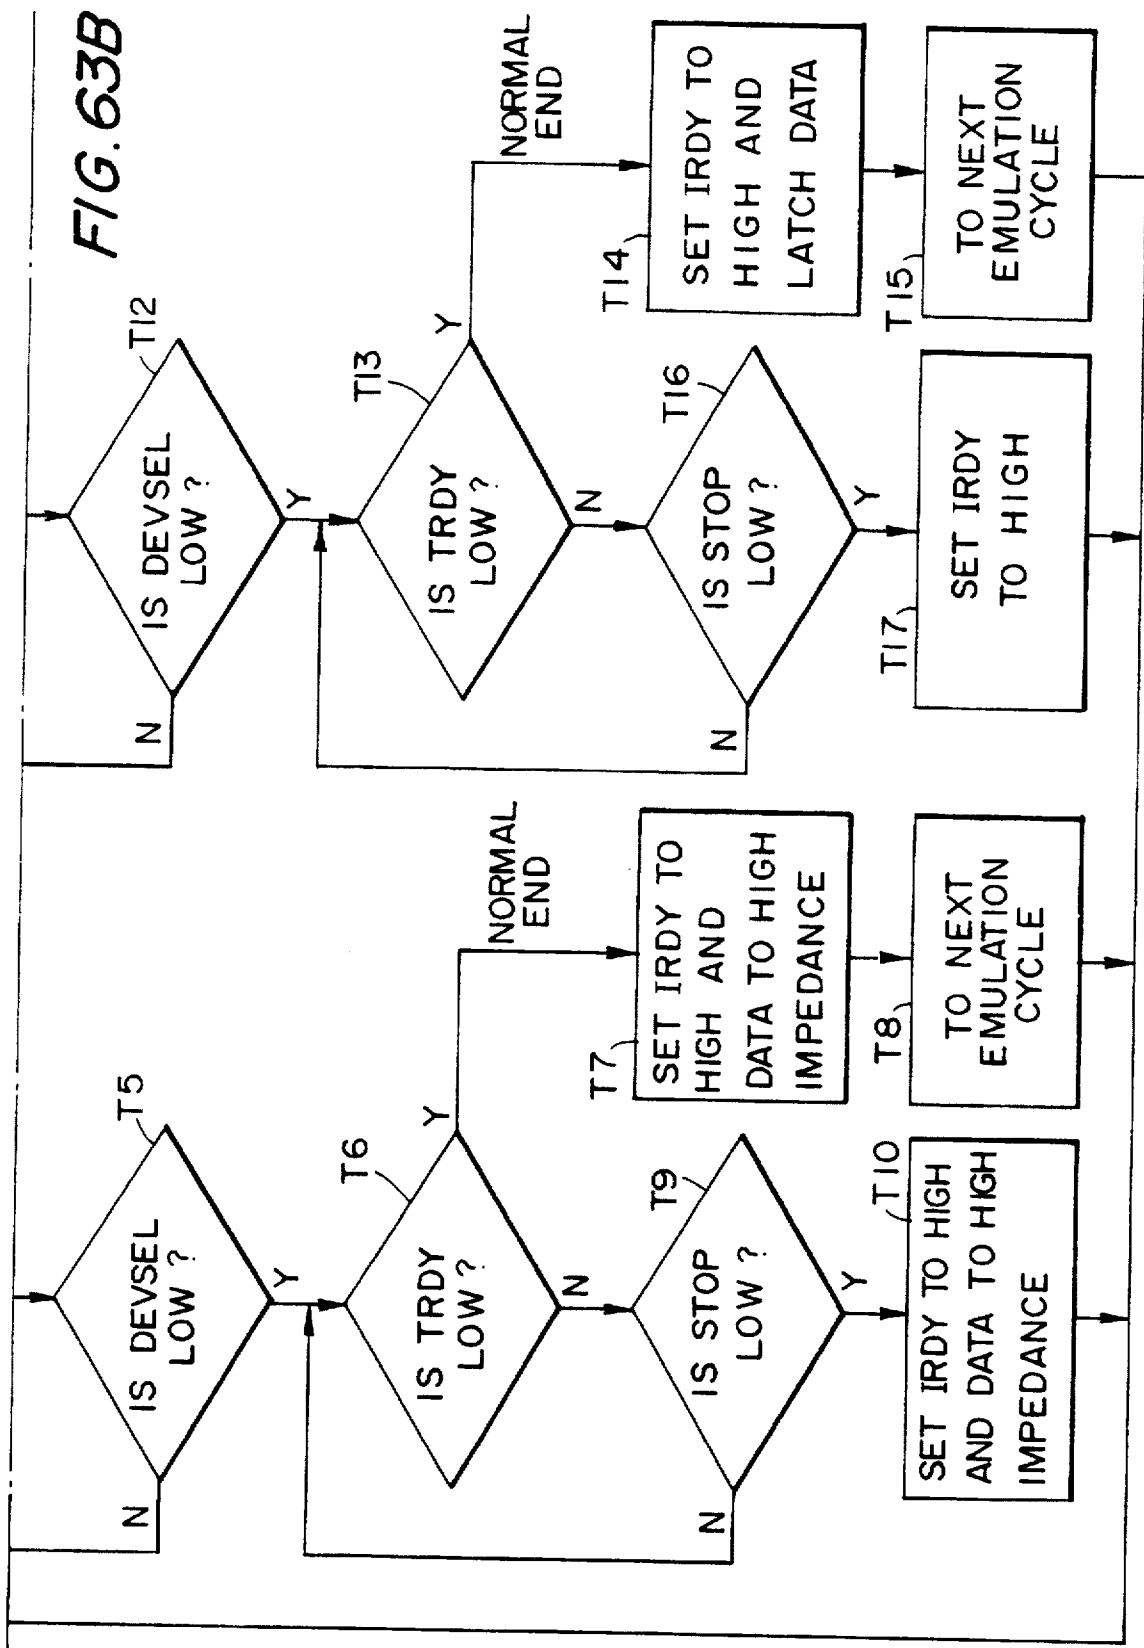 FIG. 63B
T5
IS DEVSEL
LOW ?
N
Y
T6
IS TRDY
LOW ?
Y
NORMAL
END
N
T7
SET IRDY TO
HIGH AND
DATA TO HIGH
IMPEDANCE
T8
TO NEXT
EMULATION
CYCLE
T9
IS STOP
LOW ?
N
Y
T10
SET IRDY TO HIGH
AND DATA TO HIGH
IMPEDANCE
T12
IS DEVSEL
LOW ?
N
Y
T13
IS TRDY
LOW ?
Y
NORMAL
END
N
T14
SET IRDY TO
HIGH AND
LATCH DATA
T15
TO NEXT
EMULATION
CYCLE
T16
IS STOP
LOW ?
N
Y
T17
SET IRDY
TO HIGH